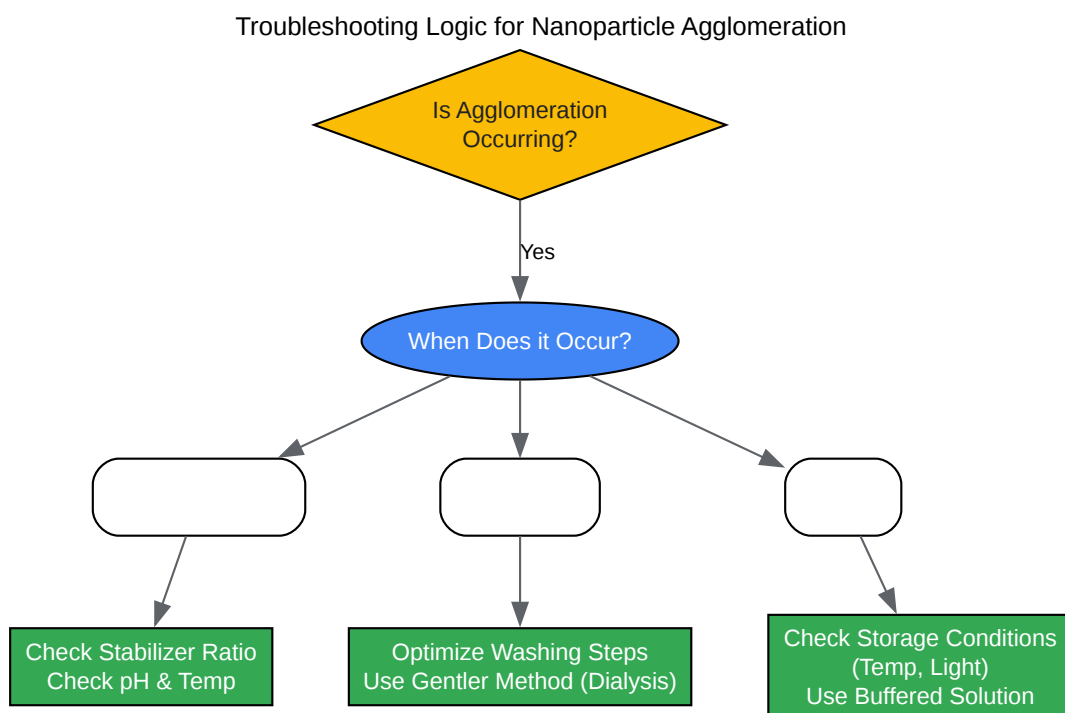 Troubleshooting Logic for Nanoparticle Agglomeration
Is Agglomeration
Occurring?
Yes
When Does it Occur?
Check Stabilizer Ratio
Check pH & Temp
Optimize Washing Steps
Use Gentler Method (Dialysis)
Check Storage Conditions
(Temp, Light)
Use Buffered Solution